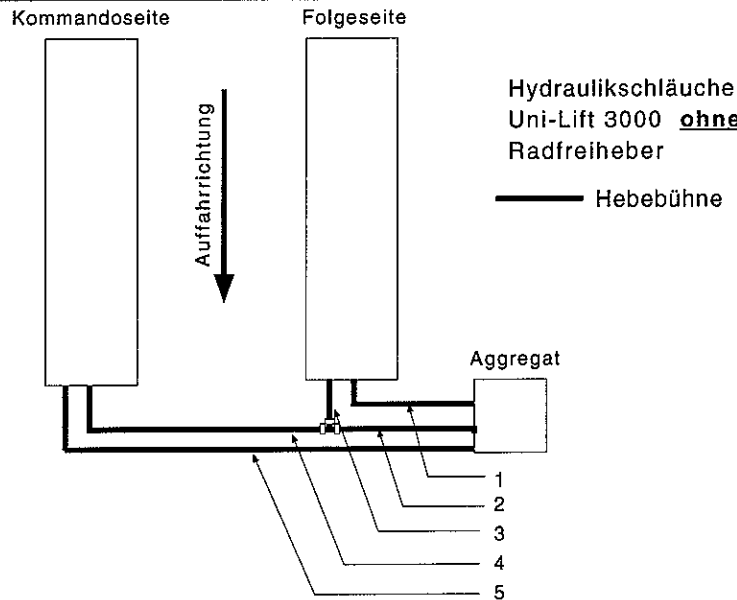 Kommandoseite
Folgeseite
Auffahrrichtung
Hydraulikschläuche
Uni-Lift 3000 ohne
Radfreiheber
Hebebühne
Aggregat
1
2
3
4
5